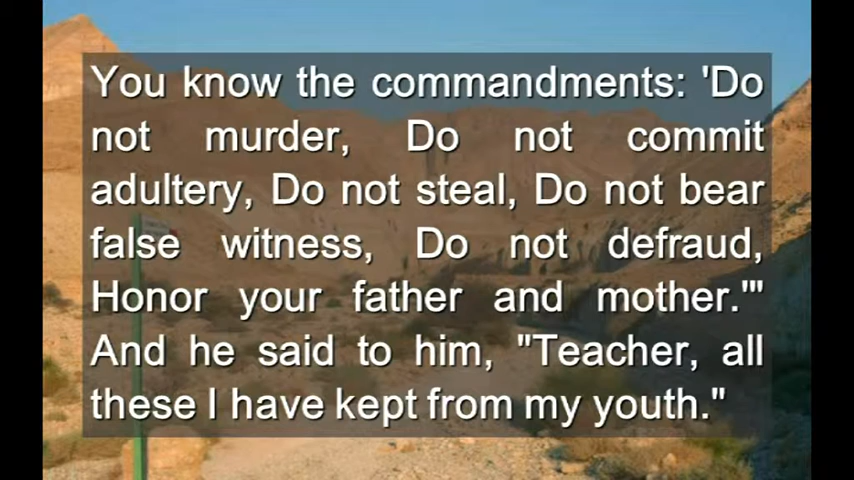 You know the commandments: 'Do
not murder, Do not commit
adultery, Do not steal, Do not bear
false witness, Do not defraud,
Honor your father and mother.'"
And he said to him, "Teacher, all
these I have kept from my youth."